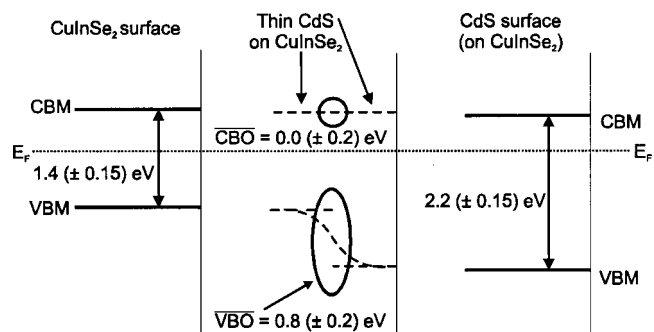 CuInSe₂ surface
Thin CdS
on CuInSe₂
CdS surface
(on CuInSe₂)
CBM
CBM
CBO = 0.0 (± 0.2) eV
E_F
E_F
1.4 (± 0.15) eV
2.2 (± 0.15) eV
VBM
VBM
VBO = 0.8 (± 0.2) eV